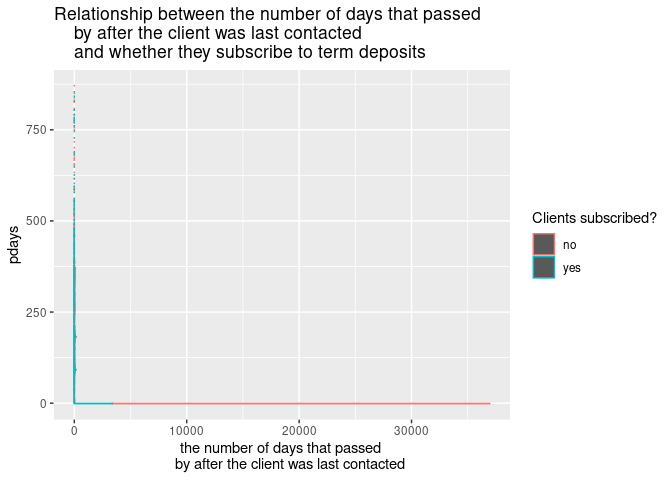 Relationship between the number of days that passed
by after the client was last contacted
and whether they subscribe to term deposits
750
500
250
0
pdays
0
10000
20000
30000
the number of days that passed
by after the client was last contacted
Clients subscribed?
no
yes